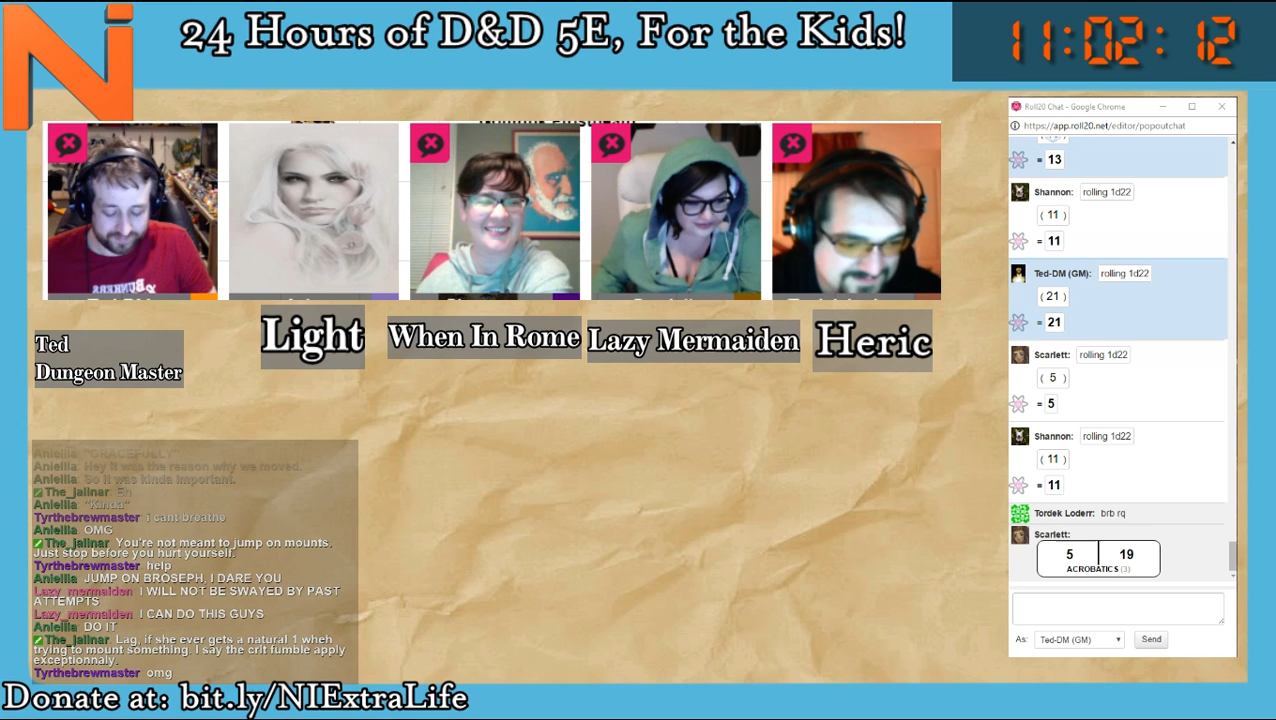 24 Hours of D&D 5E, For the Kids!
11:02:12
Ted
Dungeon Master
Light
When In Rome
Lazy Mermaiden
Heric
Aniellia: "GRACEFULLY"
Aniellia: Hey it was the reason why we moved.
Aniellia: So it was kinda important.
The_jalinar: Eh
Aniellia: "Kinda"
Tyrthebrewmaster i cant breathe
Aniellia OMG
The_jalinar: You're not meant to jump on mounts.
Just stop before you hurt yourself.
Tyrthebrewmaster help
Aniellia JUMP ON BROSEPH, I DARE YOU
Lazy_mermaiden I WILL NOT BE SWAYED BY PAST
ATTEMPTS
Lazy_mermaiden I CAN DO THIS GUYS
Aniellia DO IT
The_jalinar Lag, if she ever gets a natural 1 when
trying to mount something. I say the crit fumble apply
exceptionnaly.
Tyrthebrewmaster omg
Donate at: bit.ly/NIExtraLife
Roll20 Chat - Google Chrome
https://app.roll20.net/editor/popoutchat
= 13
Shannon: rolling 1d22
( 11 )
= 11
Ted-DM (GM): rolling 1d22
( 21 )
= 21
Scarlett: rolling 1d22
( 5 )
= 5
Shannon: rolling 1d22
( 11 )
= 11
Tordek Loderr: brb rq
Scarlett:
5 19
ACROBATICS (3)
As: Ted-DM (GM) Send